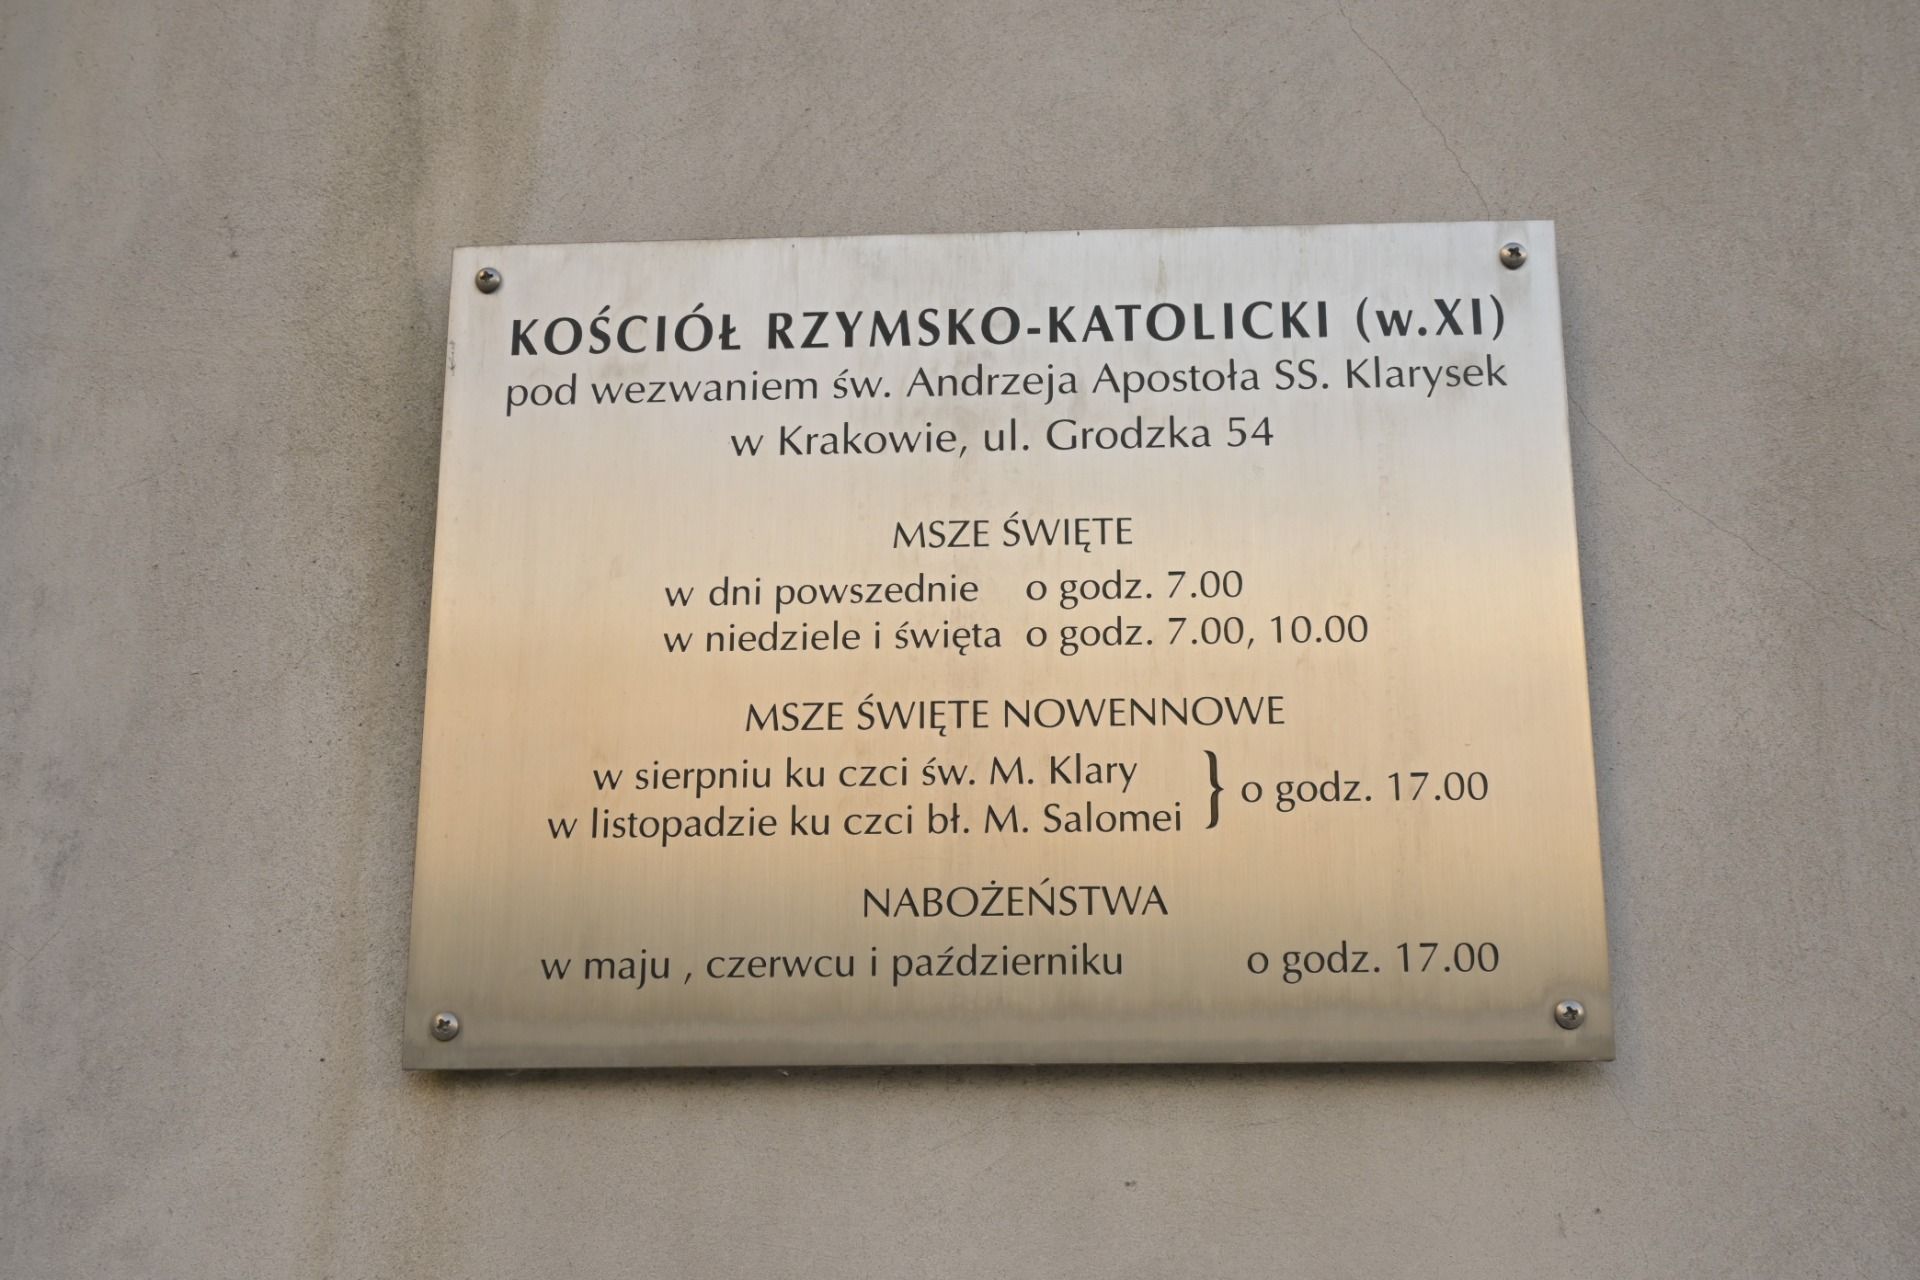 KOŚCIÓŁ RZYMSKO-KATOLICKI (w.XI)
pod wezwaniem św. Andrzeja Apostoła SS. Klarysek
w Krakowie, ul. Grodzka 54
MSZE ŚWIĘTE
w dni powszednie o godz. 7.00
w niedziele i święta o godz. 7.00, 10.00
MSZE ŚWIĘTE NOWENNOWE
w sierpniu ku czci św. M. Klary
w listopadzie ku czci bł. M. Salomei } o godz. 17.00
NABOŻEŃSTWA
w maju , czerwcu i październiku o godz. 17.00